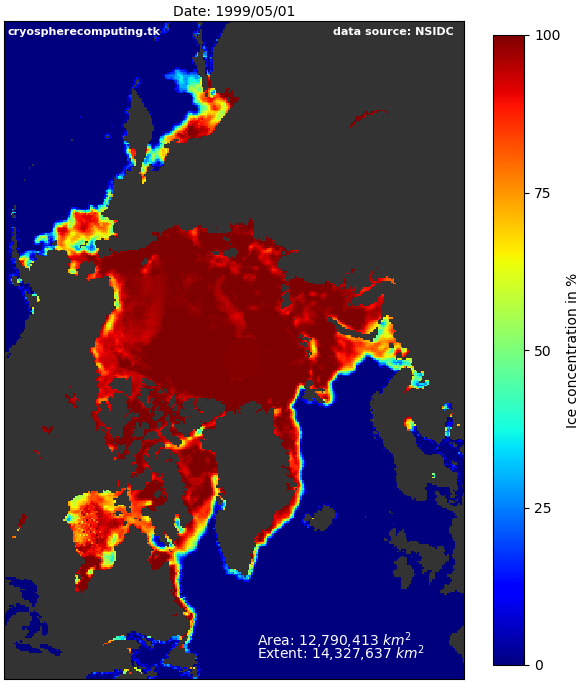 Date: 1999/05/01
cryospherecomputing.tk
data source: NSIDC
100
75
50
25
0
Ice concentration in %
Area: 12,790,413 km²
Extent: 14,327,637 km²